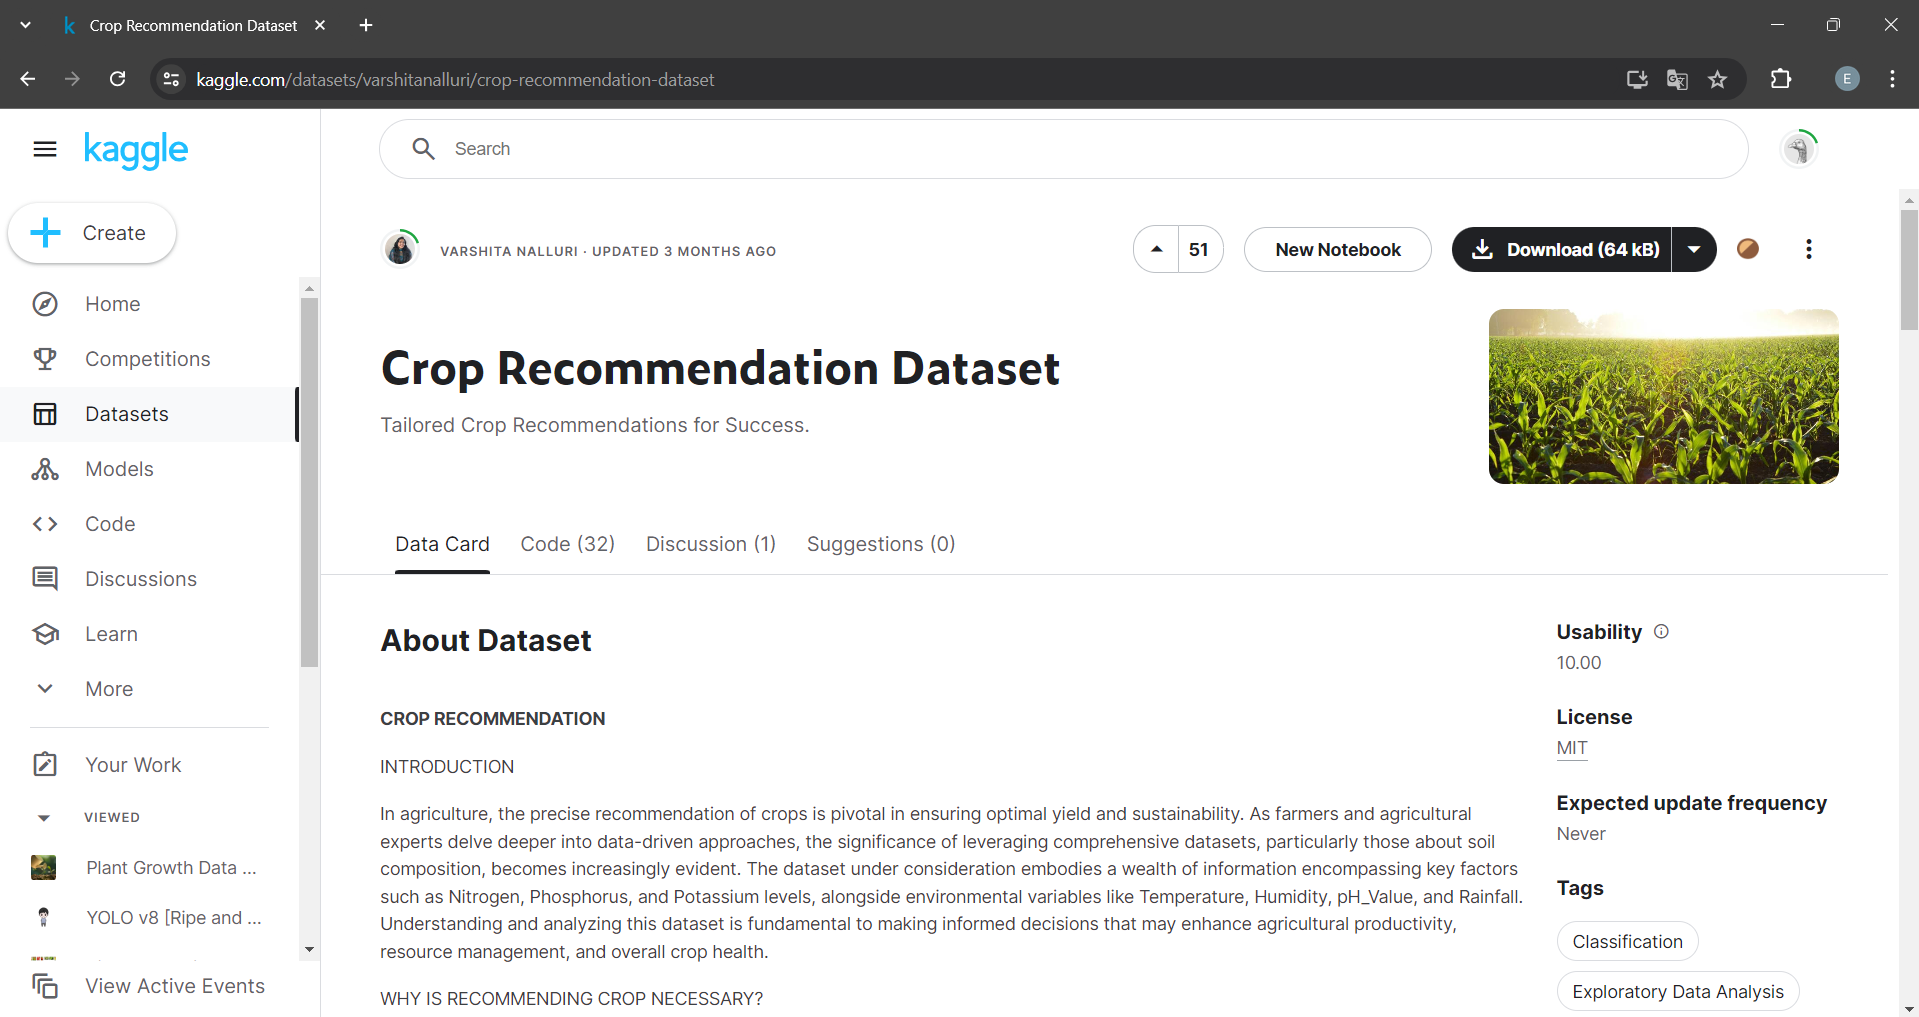 Crop Recommendation Dataset
kaggle.com/datasets/varshitanalluri/crop-recommendation-dataset
E
kaggle
Search
Create
Home
Competitions
Datasets
Models
Code
Discussions
Learn
More
Your Work
VIEWED
Plant Growth Data ...
YOLO v8 [Ripe and ...
View Active Events
VARSHITA NALLURI · UPDATED 3 MONTHS AGO
51
New Notebook
Download (64 kB)
Crop Recommendation Dataset
Tailored Crop Recommendations for Success.
Data Card Code (32) Discussion (1) Suggestions (0)
About Dataset
CROP RECOMMENDATION
INTRODUCTION
In agriculture, the precise recommendation of crops is pivotal in ensuring optimal yield and sustainability. As farmers and agricultural
experts delve deeper into data-driven approaches, the significance of leveraging comprehensive datasets, particularly those about soil
composition, becomes increasingly evident. The dataset under consideration embodies a wealth of information encompassing key factors
such as Nitrogen, Phosphorus, and Potassium levels, alongside environmental variables like Temperature, Humidity, pH_Value, and Rainfall.
Understanding and analyzing this dataset is fundamental to making informed decisions that may enhance agricultural productivity,
resource management, and overall crop health.
WHY IS RECOMMENDING CROP NECESSARY?
Usability
10.00
License
MIT
Expected update frequency
Never
Tags
Classification
Exploratory Data Analysis